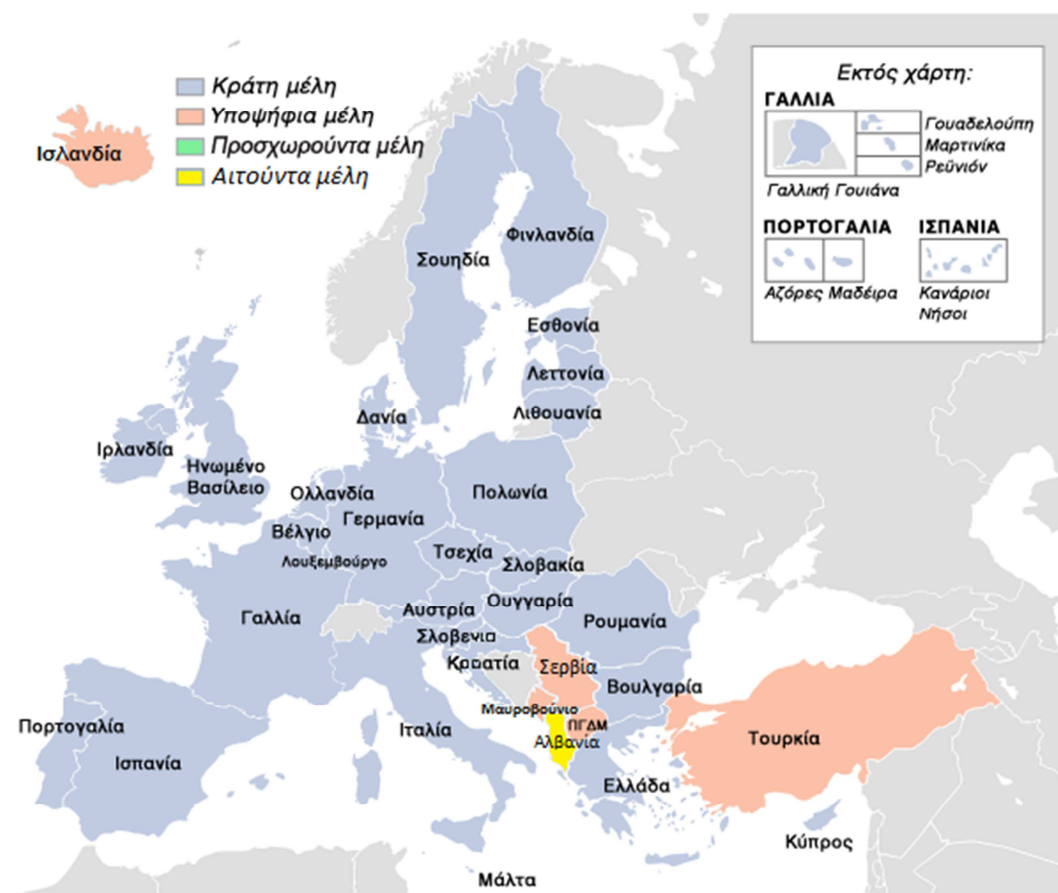 Κράτη μέλη
Υποψήφια μέλη
Προσχωρούντα μέλη
Αιτούντα μέλη
Εκτός χάρτη:
ΓΑΛΛΙΑ
Γουαδελούπη
Μαρτινίκα
Ρεϋνιόν
Γαλλική Γουιάνα
ΠΟΡΤΟΓΑΛΙΑ
ΙΣΠΑΝΙΑ
Αζόρες
Μαδέιρα
Κανάριοι
Νήσοι
Ισλανδία
Σουηδία
Φινλανδία
Εσθονία
Λεττονία
Λιθουανία
Δανία
Ιρλανδία
Ηνωμένο
Βασίλειο
Ολλανδία
Βέλγιο
Λουξεμβούργο
Γερμανία
Πολωνία
Τσεχία
Σλοβακία
Αυστρία
Ουγγαρία
Ρουμανία
Γαλλία
Σλοβενια
Κροατία
Σερβία
Βουλγαρία
Μαυροβούνιο
ΠΓΔΜ
Αλβανία
Πορτογαλία
Ισπανία
Ιταλία
Ελλάδα
Τουρκία
Κύπρος
Μάλτα